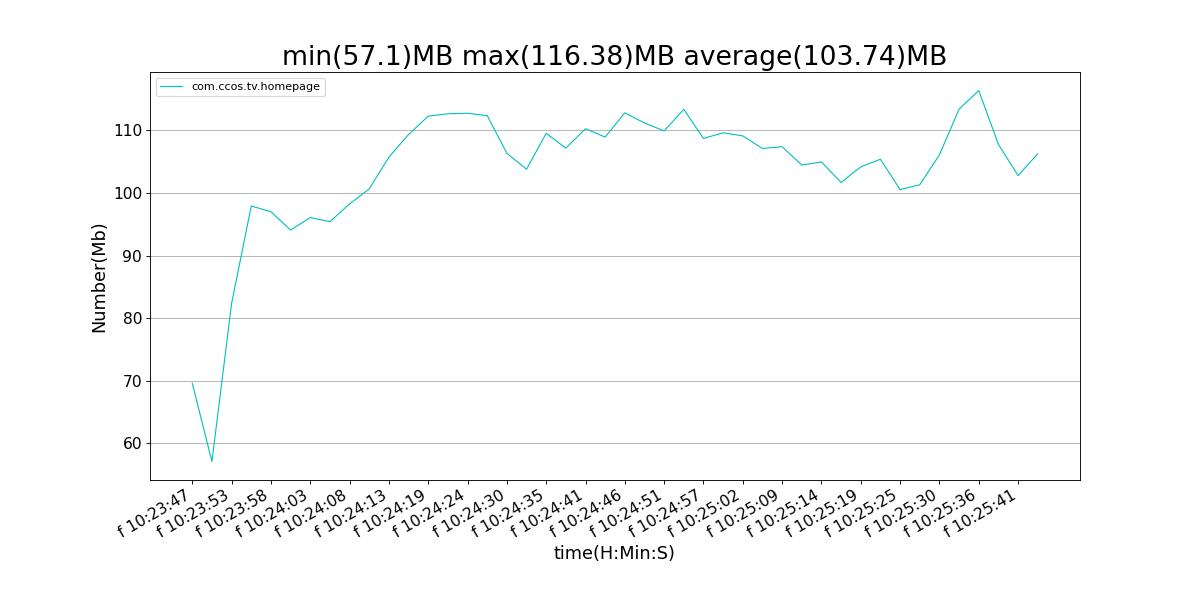 min(57.1)MB max(116.38)MB average(103.74)MB
com.ccos.tv.homepage
110
100
90
80
70
60
Number(Mb)
f 10:23:47
f 10:23:53
f 10:23:58
f 10:24:03
f 10:24:08
f 10:24:13
f 10:24:19
f 10:24:24
f 10:24:30
f 10:24:35
f 10:24:41
f 10:24:46
f 10:24:51
f 10:24:57
f 10:25:02
f 10:25:09
f 10:25:14
f 10:25:19
f 10:25:25
f 10:25:30
f 10:25:36
f 10:25:41
time(H:Min:S)